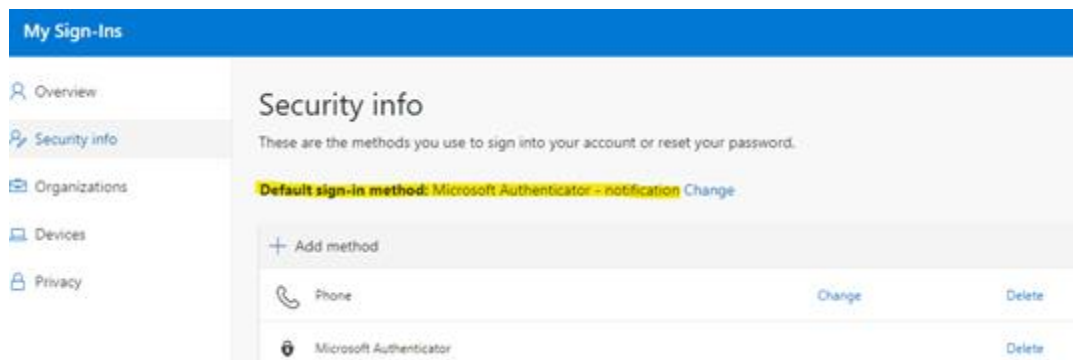 My Sign-Ins
Overview
Security info
Organizations
Devices
Privacy
Security info
These are the methods you use to sign into your account or reset your password.
Default sign-in method: Microsoft Authenticator - notification Change
+ Add method
Phone Change Delete
Microsoft Authenticator Delete